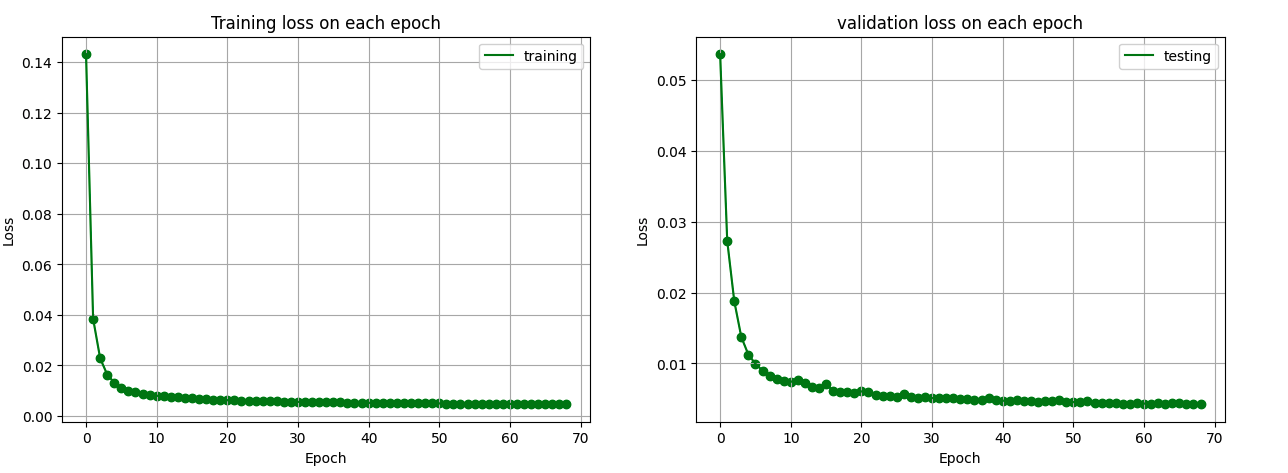 Training loss on each epoch
training
0.14
0.12
0.10
0.08
0.06
0.04
0.02
0.00
Loss
0 10 20 30 40 50 60 70
Epoch
validation loss on each epoch
testing
0.05
0.04
0.03
0.02
0.01
Loss
0 10 20 30 40 50 60 70
Epoch